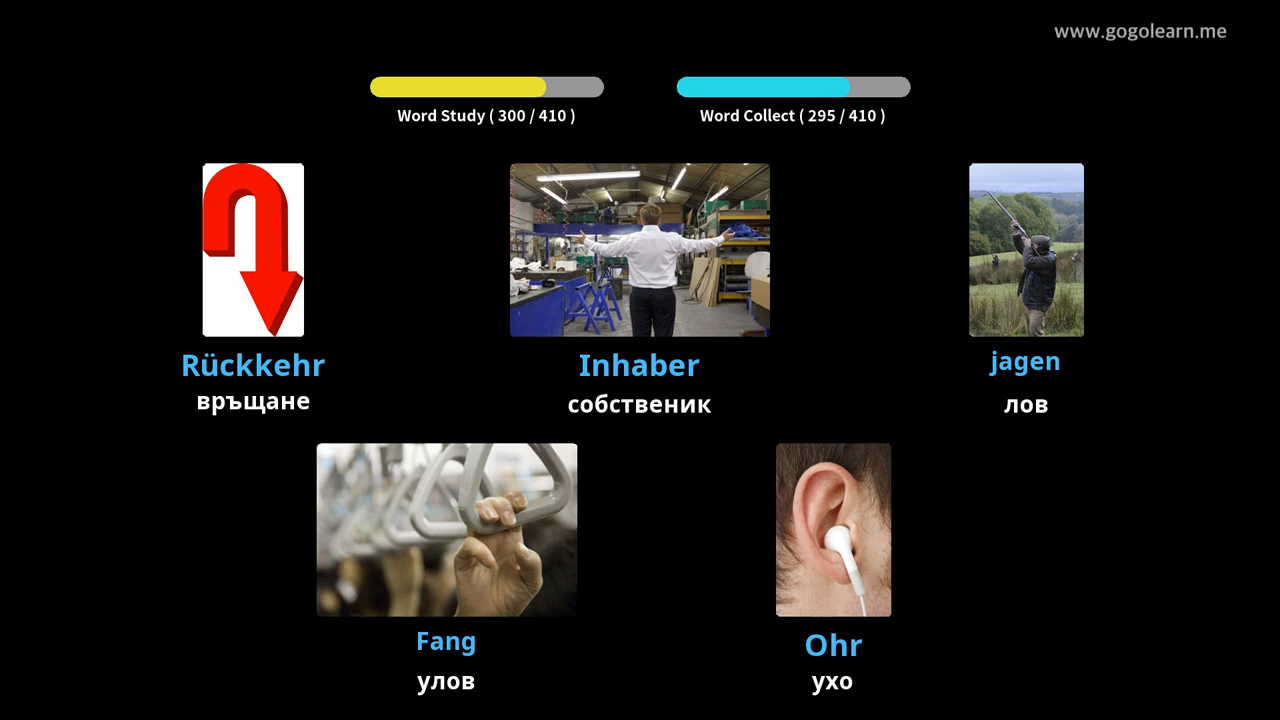 www.gogolearn.me
Word Study ( 300 / 410 )
Word Collect ( 295 / 410 )
Rückkehr
връщане
Inhaber
собственик
jagen
лов
Fang
улов
Ohr
ухо